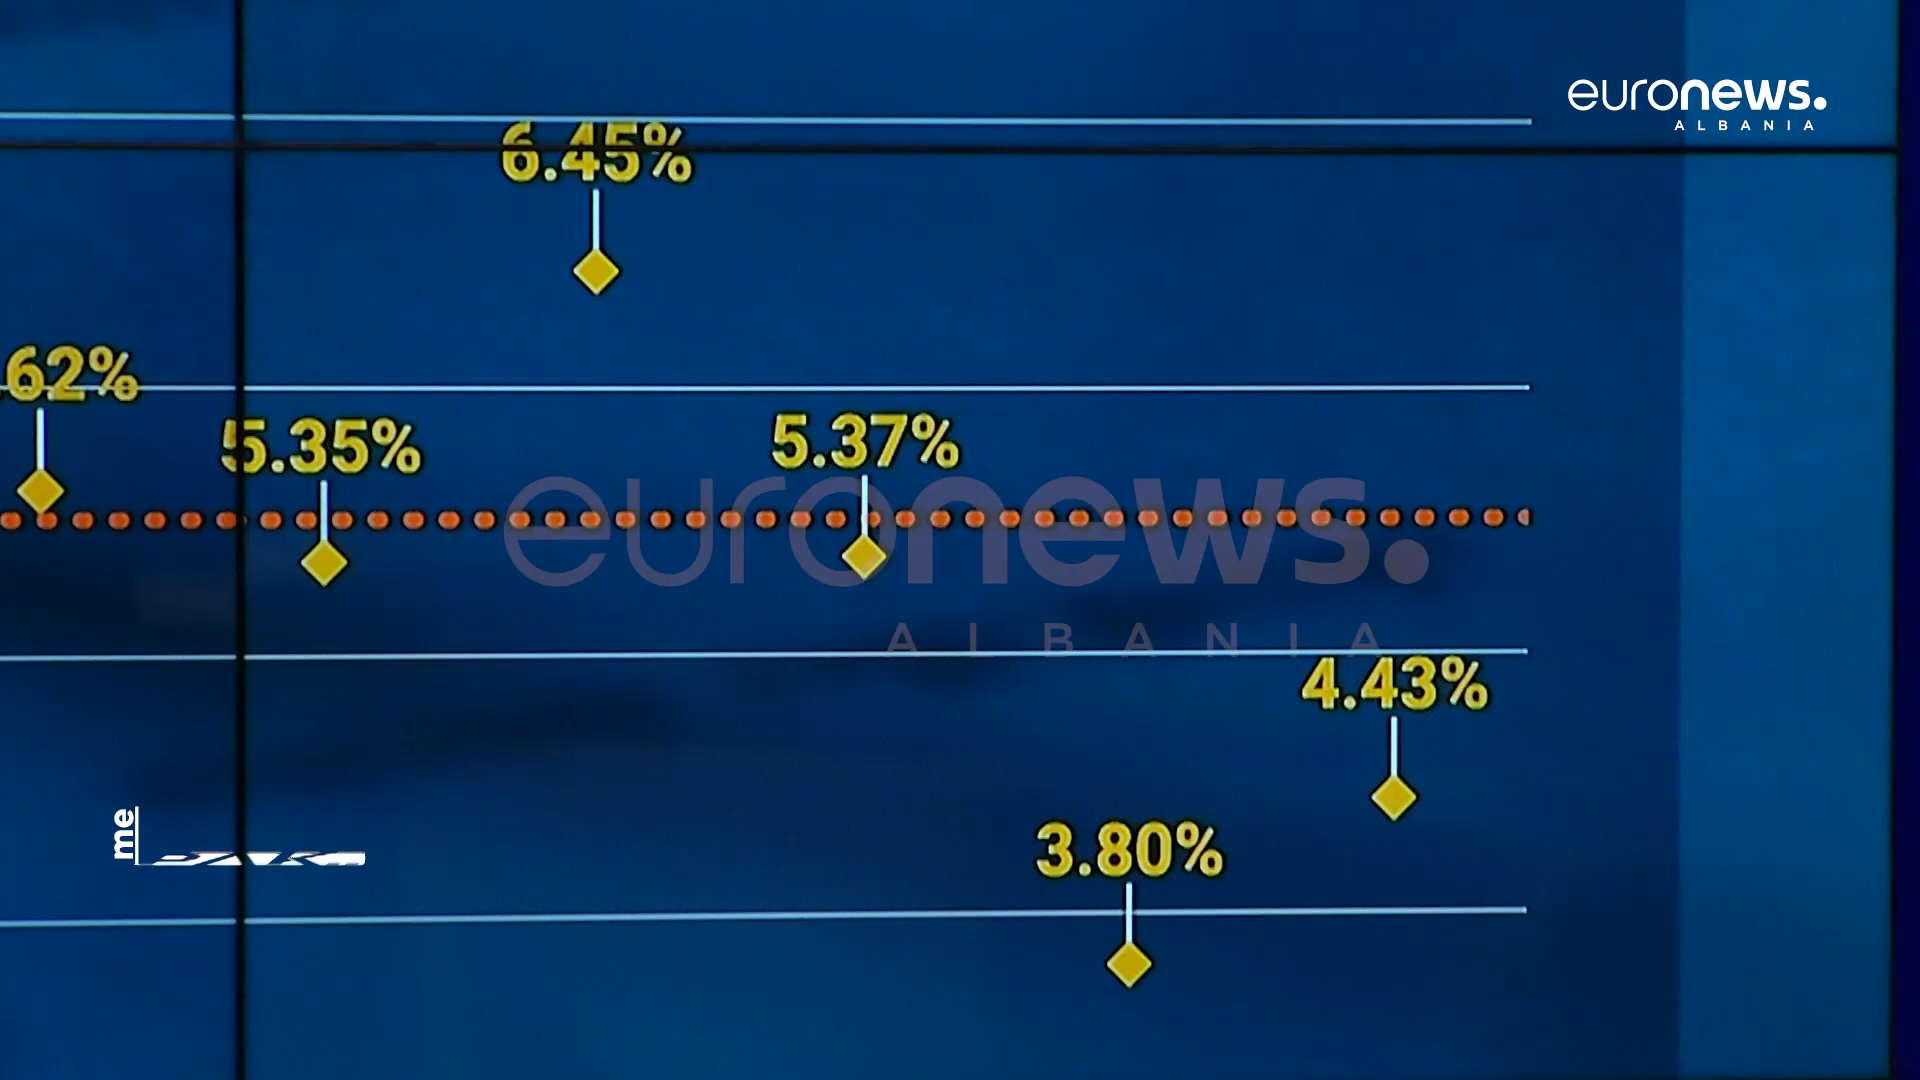 euronews.
ALBANIA
6.45%
.62%
5.35%
5.37%
euronews.
ALBANIA
4.43%
3.80%
me